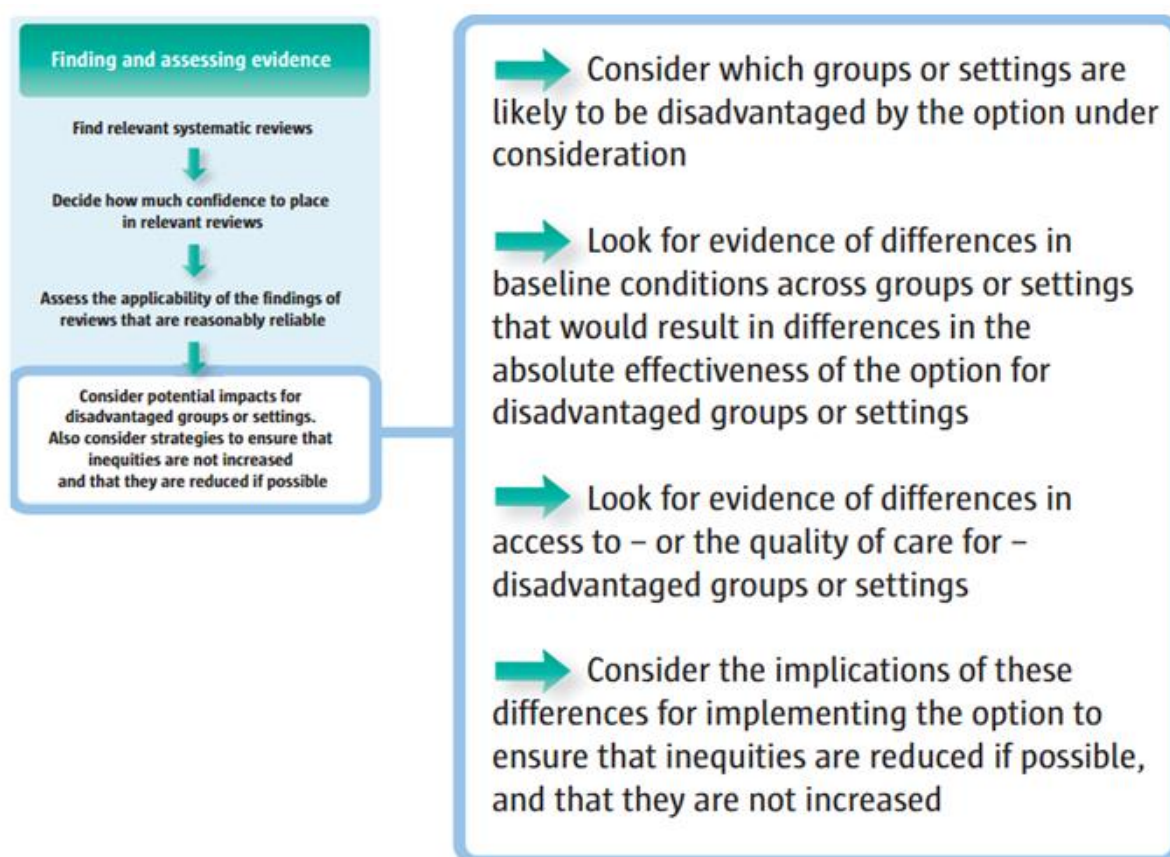 Finding and assessing evidence
Find relevant systematic reviews
Decide how much confidence to place
in relevant reviews
Assess the applicability of the findings of
reviews that are reasonably reliable
Consider potential impacts for
disadvantaged groups or settings.
Also consider strategies to ensure that
inequities are not increased
and that they are reduced if possible
Consider which groups or settings are
likely to be disadvantaged by the option under
consideration
Look for evidence of differences in
baseline conditions across groups or settings
that would result in differences in the
absolute effectiveness of the option for
disadvantaged groups or settings
Look for evidence of differences in
access to – or the quality of care for –
disadvantaged groups or settings
Consider the implications of these
differences for implementing the option to
ensure that inequities are reduced if possible,
and that they are not increased